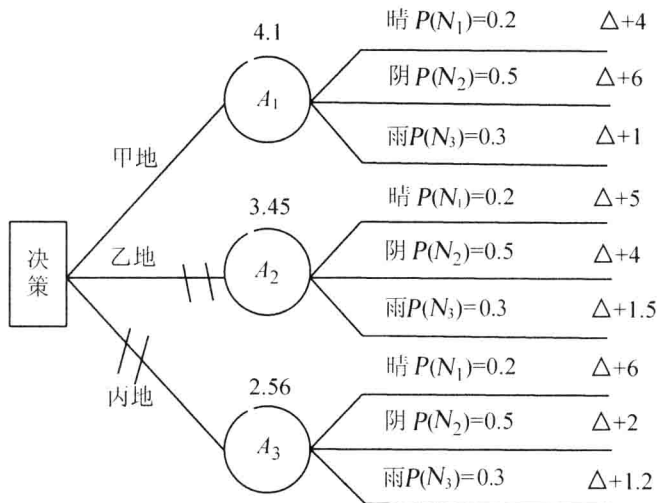 晴 P(N₁)=0.2 △+4
4.1
阴 P(N₂)=0.5 △+6
A₁
雨P(N₃)=0.3 △+1
甲地
晴 P(N₁)=0.2 △+5
3.45
决策
乙地
阴 P(N₂)=0.5 △+4
A₂
雨P(N₃)=0.3 △+1.5
晴 P(N₁)=0.2 △+6
2.56
丙地
阴 P(N₂)=0.5 △+2
A₃
雨P(N₃)=0.3 △+1.2